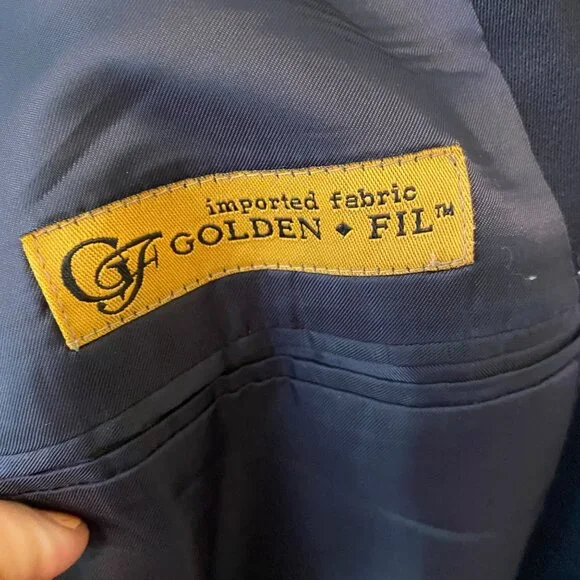 GF
imported fabric
GOLDEN ◆ FIL™